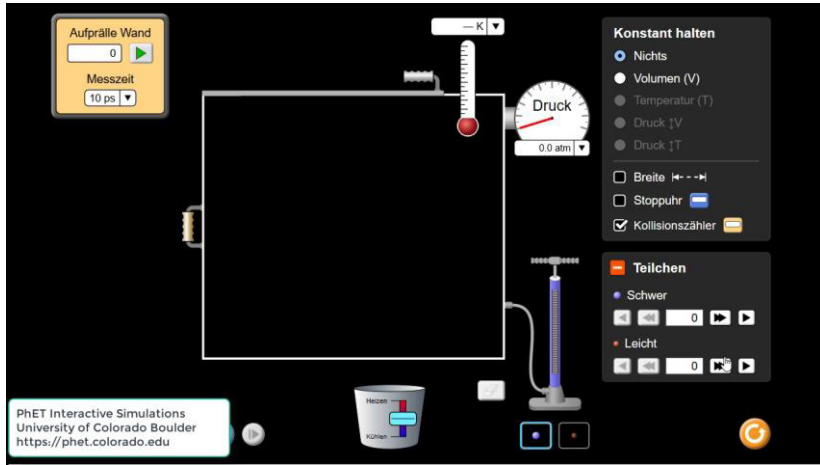 Aufprälle Wand
0
Messzeit
10 ps
— K
Druck
0.0 atm
Konstant halten
Nichts
Volumen (V)
Temperatur (T)
Druck ↕V
Druck ↕T
Breite
Stoppuhr
Kollisionszähler
Teilchen
Schwer
0
Leicht
0
Heizen
Kühlen
PhET Interactive Simulations
University of Colorado Boulder
https://phet.colorado.edu